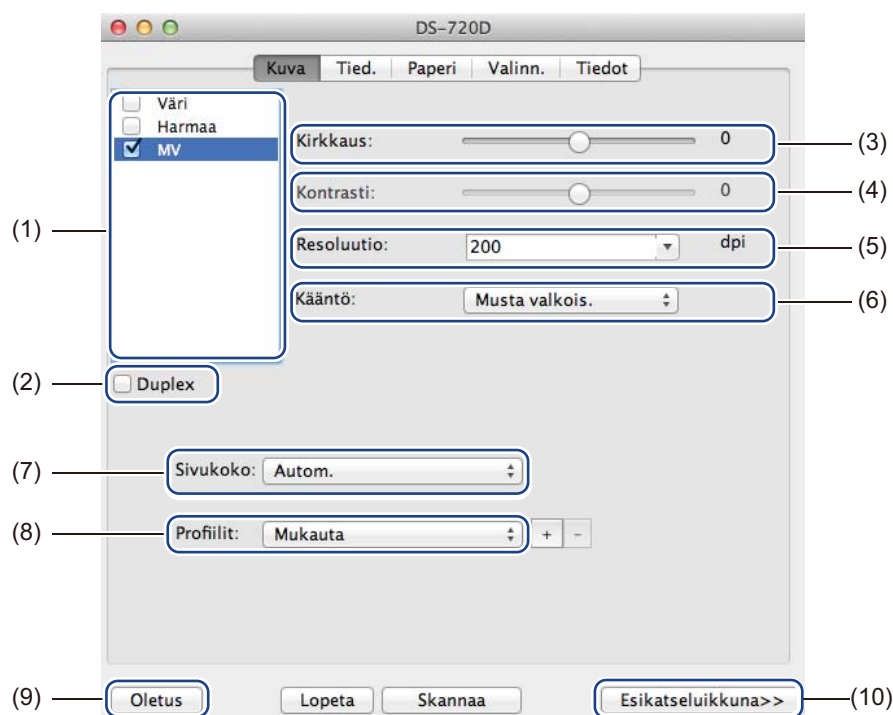 DS-720D
Kuva Tied. Paperi Valinn. Tiedot
Väri
Harmaa
MV
(1)
Kirkkaus: 0 (3)
Kontrasti: 0 (4)
Resoluutio: 200 dpi (5)
Kääntö: Musta valkois. (6)
(2) Duplex
(7) Sivukoko: Autom.
(8) Profiilit: Mukauta + -
(9) Oletus Lopeta Skannaa Esikatseluikkuna>> (10)